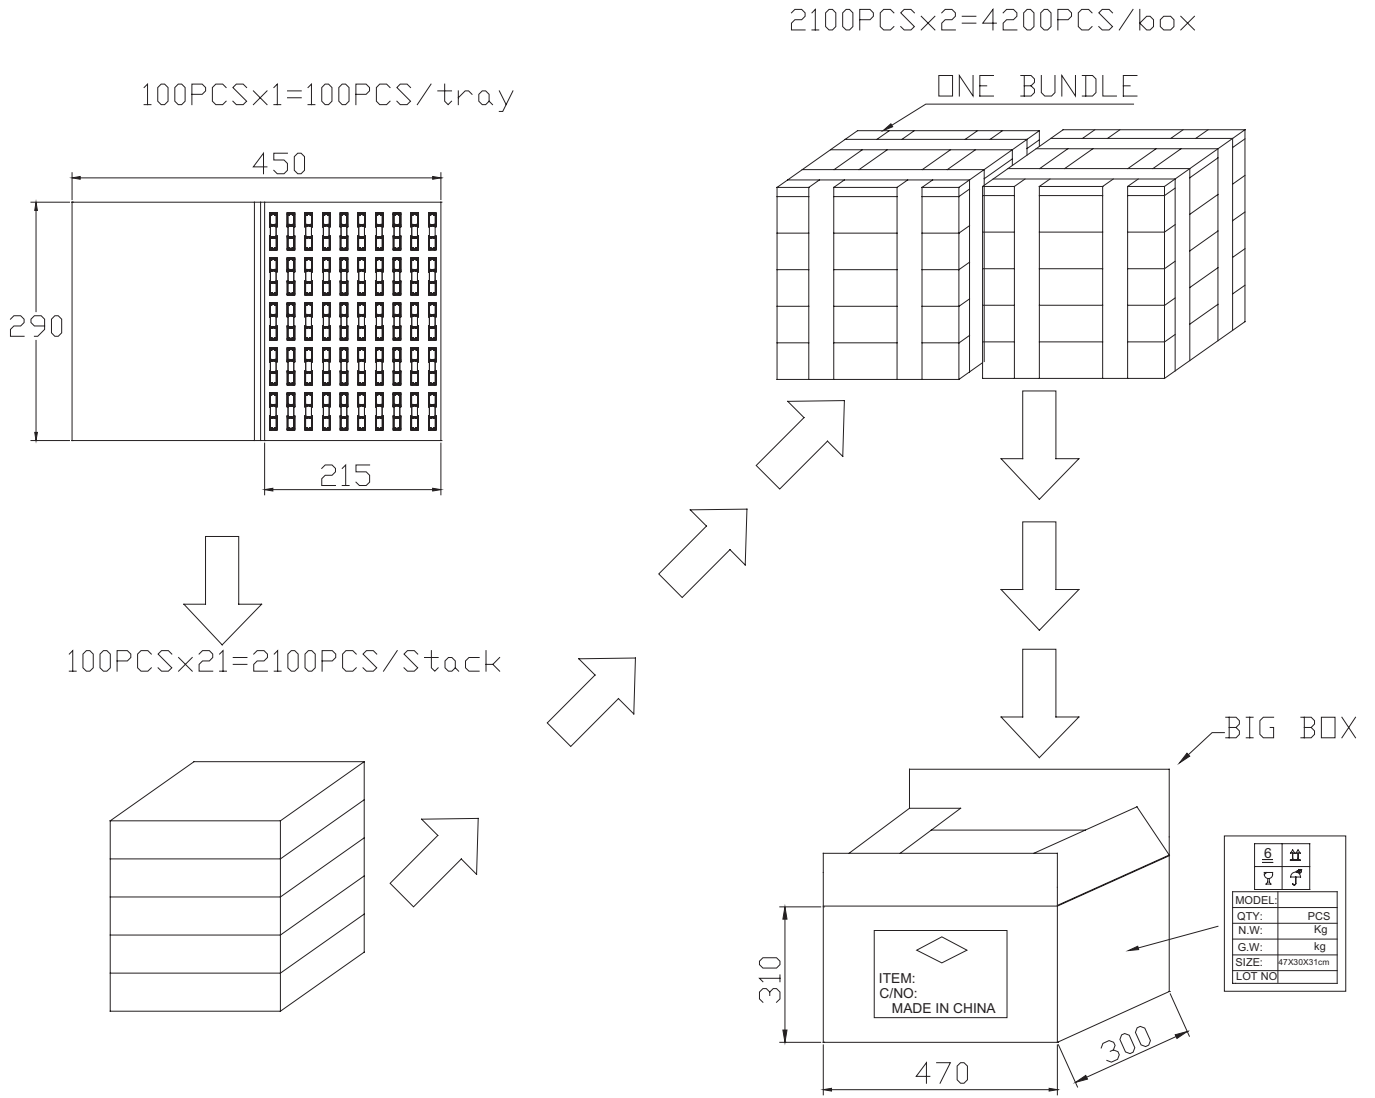 2100PCSx2=4200PCS/box
ONE BUNDLE
100PCSx1=100PCS/tray
450
290
215
100PCSx21=2100PCS/Stack
BIG BOX
6
MODEL:
QTY: PCS
N.W: Kg
G.W: kg
SIZE: 47X30X31cm
LOT NO
310
ITEM:
C/NO:
MADE IN CHINA
300
470